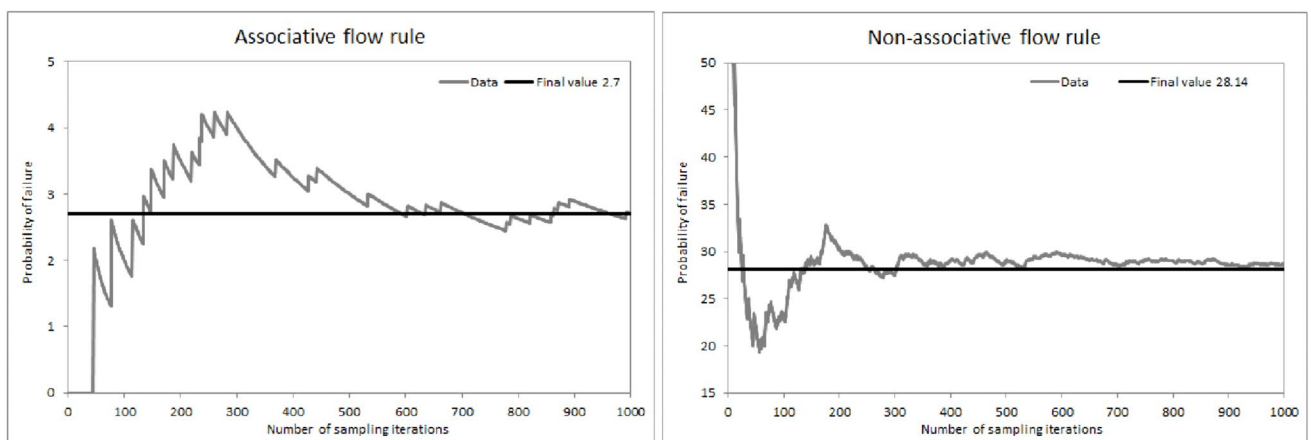 Associative flow rule
Data
Final value 2.7
Probability of failure
5
4
3
2
1
0
0 100 200 300 400 500 600 700 800 900 1000
Number of sampling iterations
Non-associative flow rule
Data
Final value 28.14
Probability of failure
50
45
40
35
30
25
20
15
0 100 200 300 400 500 600 700 800 900 1000
Number of sampling iterations